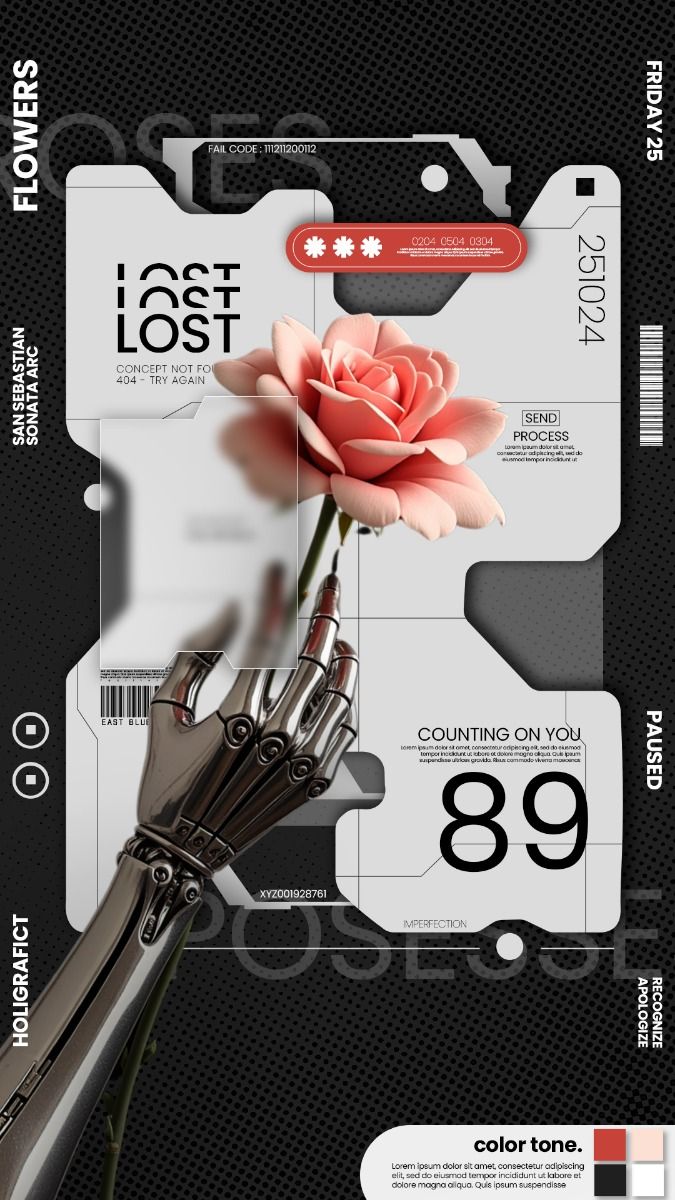 FLOWERS
FRIDAY 25
OSES
FAIL CODE : 111211200112
0204 0504 0304
251024
LOST
LOST
LOST
CONCEPT NOT FOU
404 - TRY AGAIN
SAN SEBASTIAN
SONATA ARC
SEND
PROCESS
Lorem ipsum dolor sit amet,
consectetur adipiscing sed do
eiusmod tempor incididunt ut
EAST BLUE
COUNTING ON YOU
Lorem ipsum dolor sit amet, consectetur adipiscing elit, sed do eiusmod
tempor incididunt ut labore et dolore magna aliqua. Quis ipsum
suspendisse ultrices gravida. Risus commodo viverra maecenas
89
PAUSED
XYZ001928761
IMPERFECTION
POSESSE
HOLIGRAFICT
RECOGNIZE
APOLOGIZE
color tone.
Lorem ipsum dolor sit amet, consectetur adipiscing
elit, sed do eiusmod tempor incididunt ut labore et
dolore magna aliqua. Quis ipsum suspendisse